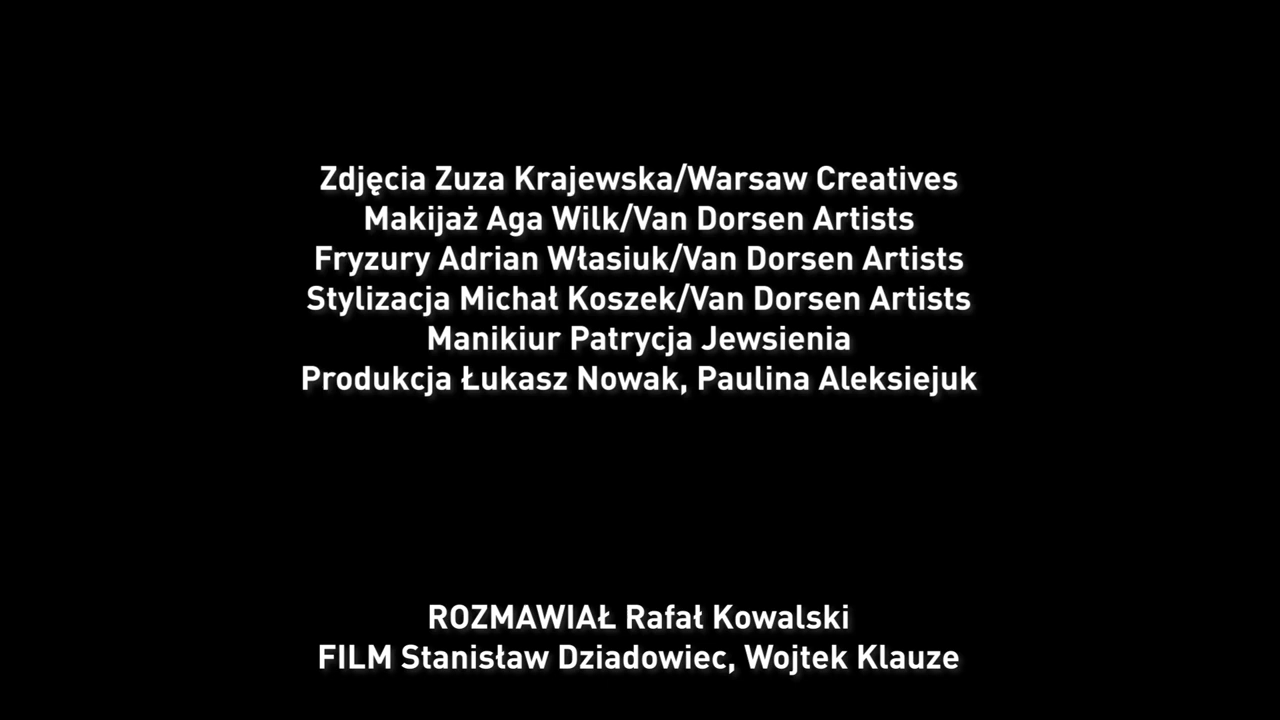 Zdjęcia Zuza Krajewska/Warsaw Creatives
Makijaż Aga Wilk/Van Dorsen Artists
Fryzury Adrian Własiuk/Van Dorsen Artists
Stylizacja Michał Koszek/Van Dorsen Artists
Manikiur Patrycja Jewsienia
Produkcja Łukasz Nowak, Paulina Aleksiejuk
ROZMAWIAŁ Rafał Kowalski
FILM Stanisław Dziadowiec, Wojtek Klauze